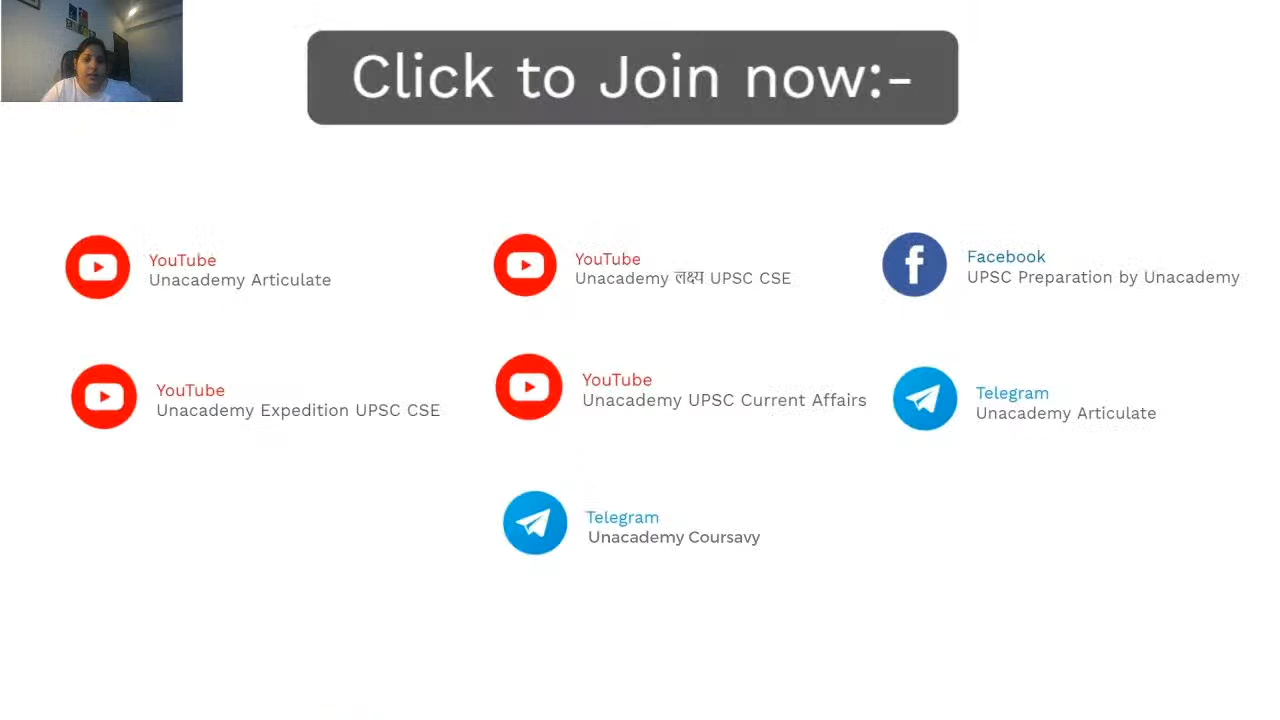 Click to Join now:-
YouTube
Unacademy Articulate
YouTube
Unacademy लक्ष्य UPSC CSE
Facebook
UPSC Preparation by Unacademy
YouTube
Unacademy Expedition UPSC CSE
YouTube
Unacademy UPSC Current Affairs
Telegram
Unacademy Articulate
Telegram
Unacademy Coursavy